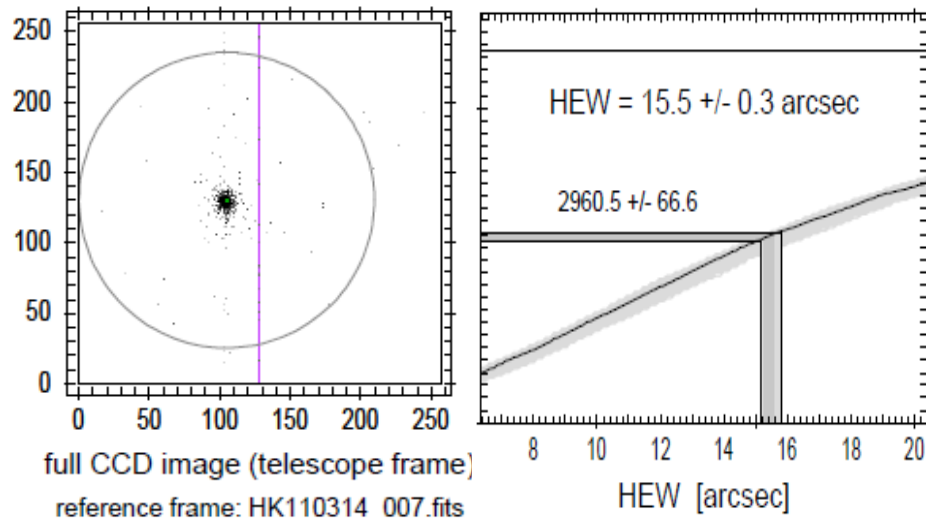 250
200
150
100
50
0
0 50 100 150 200 250
full CCD image (telescope frame)
reference frame: HK110314_007.fits
HEW = 15.5 +/- 0.3 arcsec
2960.5 +/- 66.6
8 10 12 14 16 18 20
HEW [arcsec]